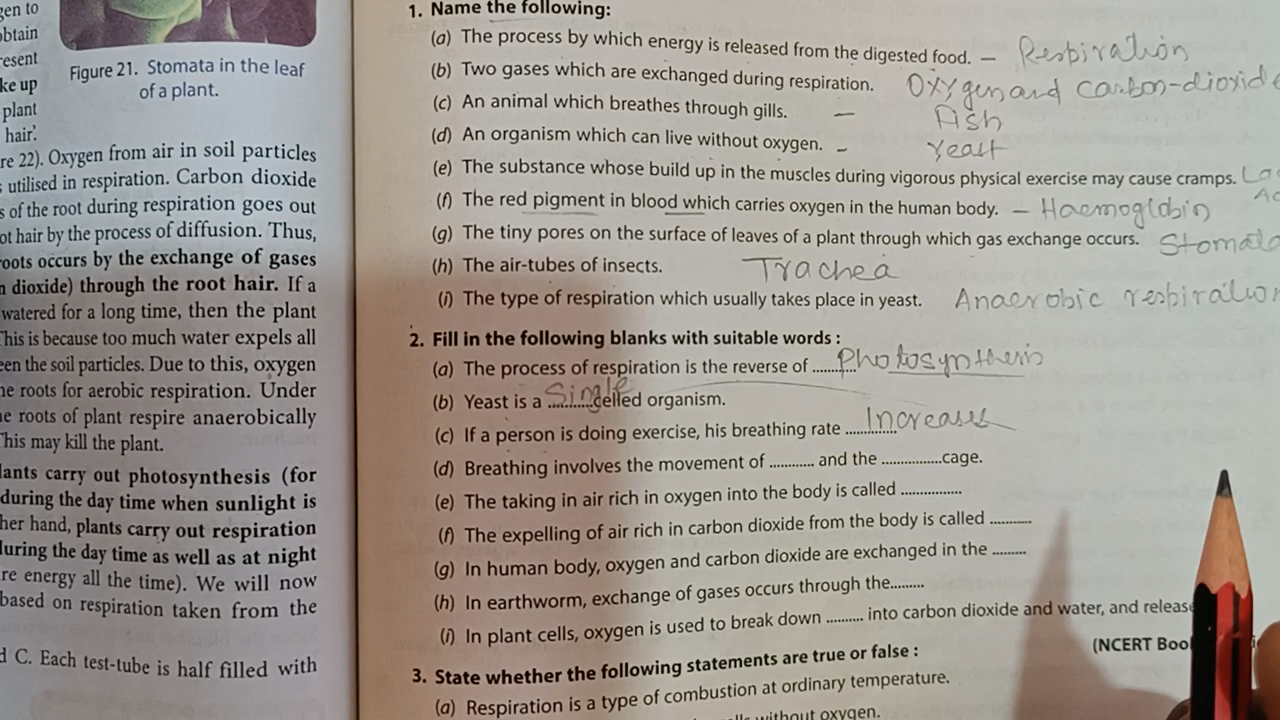 gen to
obtain
resent
ke up
plant
hair'.
Figure 21. Stomata in the leaf
of a plant.
re 22). Oxygen from air in soil particles
s utilised in respiration. Carbon dioxide
s of the root during respiration goes out
ot hair by the process of diffusion. Thus,
roots occurs by the exchange of gases
n dioxide) through the root hair. If a
watered for a long time, then the plant
This is because too much water expels all
een the soil particles. Due to this, oxygen
he roots for aerobic respiration. Under
he roots of plant respire anaerobically
This may kill the plant.
lants carry out photosynthesis (for
during the day time when sunlight is
her hand, plants carry out respiration
during the day time as well as at night
re energy all the time). We will now
based on respiration taken from the
d C. Each test-tube is half filled with
1. Name the following:
(a) The process by which energy is released from the digested food. – Respiration
(b) Two gases which are exchanged during respiration. Oxygen and carbon-dioxide
(c) An animal which breathes through gills. – Fish
(d) An organism which can live without oxygen. – Yeast
(e) The substance whose build up in the muscles during vigorous physical exercise may cause cramps.
(f) The red pigment in blood which carries oxygen in the human body. – Haemoglobin
(g) The tiny pores on the surface of leaves of a plant through which gas exchange occurs. Stomata
(h) The air-tubes of insects. Trachea
(i) The type of respiration which usually takes place in yeast. Anaerobic respiration
2. Fill in the following blanks with suitable words :
(a) The process of respiration is the reverse of .......... Photosynthesis
(b) Yeast is a .......... Single celled organism.
(c) If a person is doing exercise, his breathing rate ............ Increases
(d) Breathing involves the movement of ............ and the ................cage.
(e) The taking in air rich in oxygen into the body is called ................
(f) The expelling of air rich in carbon dioxide from the body is called ...........
(g) In human body, oxygen and carbon dioxide are exchanged in the .........
(h) In earthworm, exchange of gases occurs through the.........
(i) In plant cells, oxygen is used to break down .......... into carbon dioxide and water, and release
(NCERT Boo
3. State whether the following statements are true or false :
(a) Respiration is a type of combustion at ordinary temperature.
without oxygen.